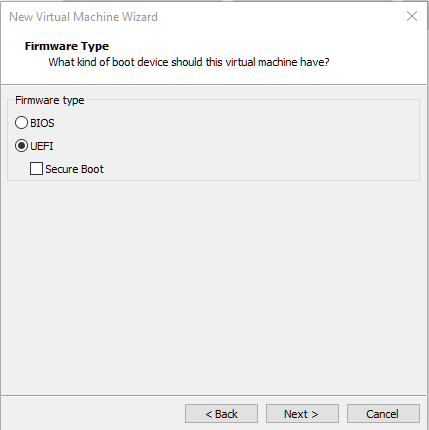 New Virtual Machine Wizard
Firmware Type
What kind of boot device should this virtual machine have?
Firmware type
BIOS
UEFI
Secure Boot
< Back Next > Cancel